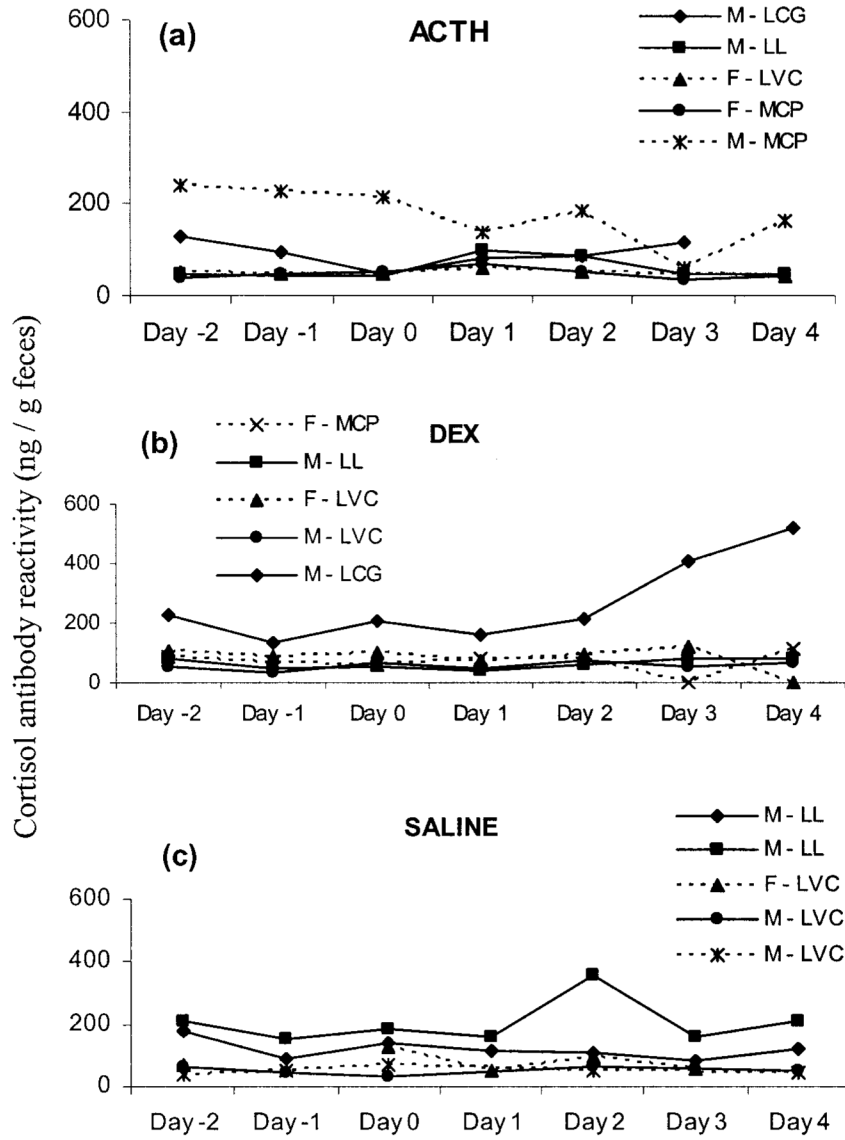 Cortisol antibody reactivity (ng / g feces)
(a)
ACTH
M - LCG
M - LL
F - LVC
F - MCP
M - MCP
600
400
200
0
Day -2 Day -1 Day 0 Day 1 Day 2 Day 3 Day 4
(b)
DEX
F - MCP
M - LL
F - LVC
M - LVC
M - LCG
600
400
200
0
Day -2 Day -1 Day 0 Day 1 Day 2 Day 3 Day 4
(c)
SALINE
M - LL
M - LL
F - LVC
M - LVC
M - LVC
600
400
200
0
Day -2 Day -1 Day 0 Day 1 Day 2 Day 3 Day 4